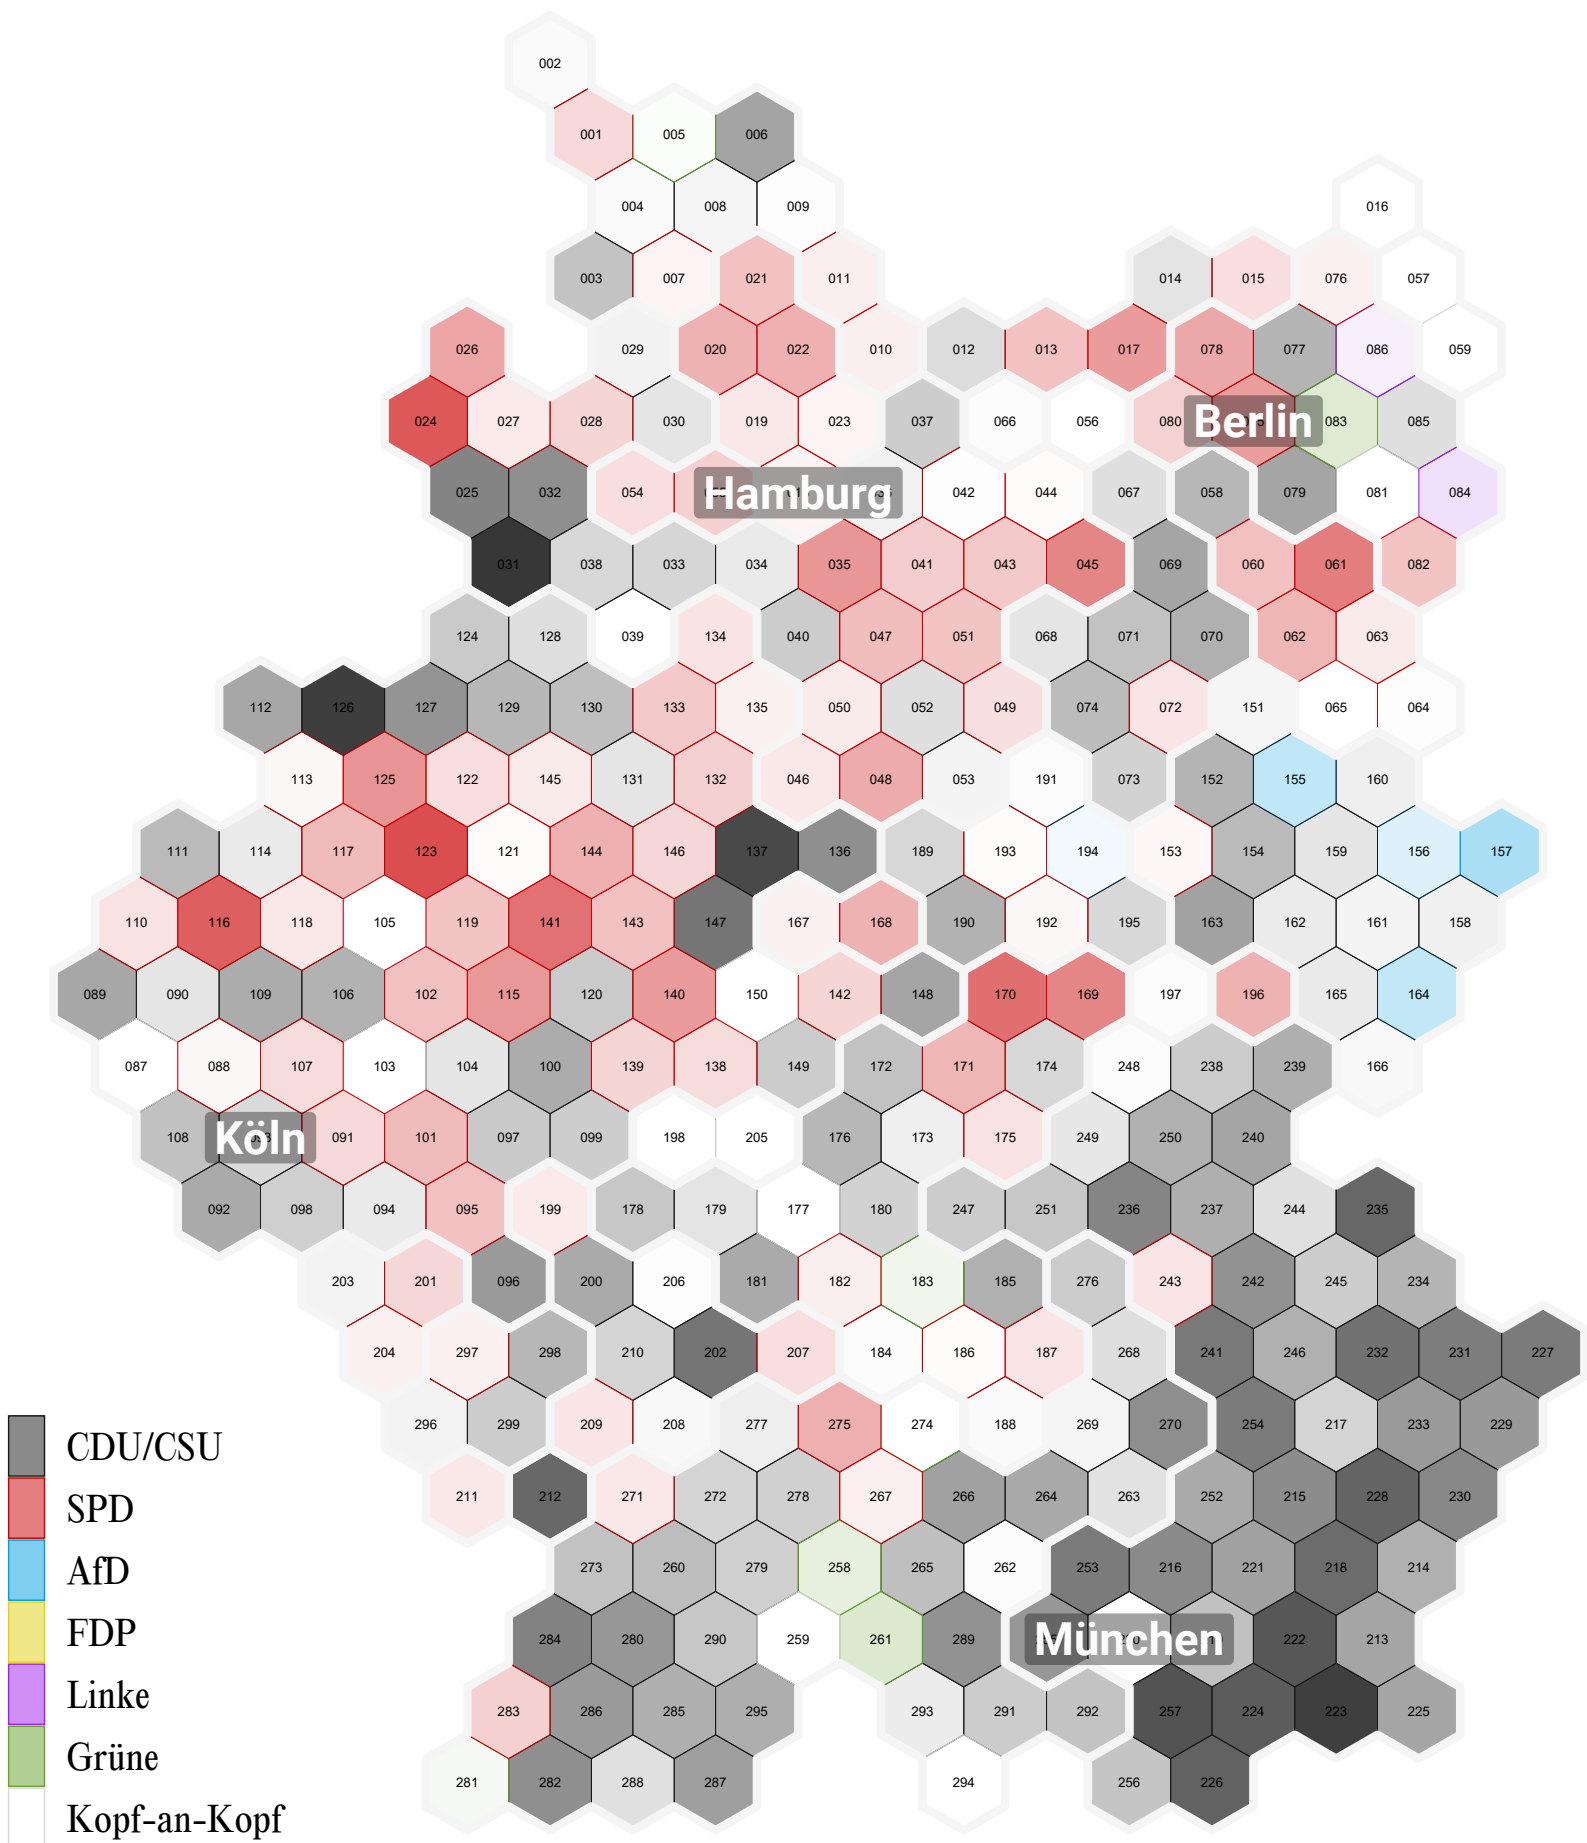 002
001 005 006
004 008 009 016
003 007 021 011 014 015 076 057
026 029 020 022 010 012 013 017 078 077 086 059
024 027 028 030 019 023 037 066 056 080 Berlin 083 085
025 032 054 Hamburg 042 044 067 058 079 081 084
031 038 033 034 035 041 043 045 069 060 061 082
124 128 039 134 040 047 051 068 071 070 062 063
112 126 127 129 130 133 135 050 052 049 074 072 151 065 064
113 125 122 145 131 132 046 048 053 191 073 152 155 160
111 114 117 123 121 144 146 137 136 189 193 194 153 154 159 156 157
110 116 118 105 119 141 143 147 167 168 190 192 195 163 162 161 158
089 090 109 106 102 115 120 140 150 142 148 170 169 197 196 165 164
087 088 107 103 104 100 139 138 149 172 171 174 248 238 239 166
108 Köln 091 101 097 099 198 205 176 173 175 249 250 240
092 098 094 095 199 178 179 177 180 247 251 236 237 244 235
203 201 096 200 206 181 182 183 185 276 243 242 245 234
204 297 298 210 202 207 184 186 187 268 241 246 232 231 227
296 299 209 208 277 275 274 188 269 270 254 217 233 229
211 212 271 272 278 267 266 264 263 252 215 228 230
273 260 279 258 265 262 253 216 221 218 214
284 280 290 259 261 289 München 222 213
283 286 285 295 293 291 292 257 224 223 225
281 282 288 287 294 256 226
CDU/CSU
SPD
AfD
FDP
Linke
Grüne
Kopf-an-Kopf